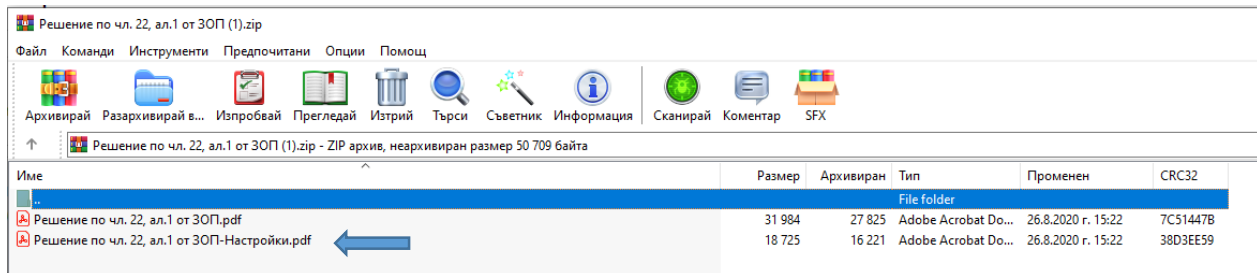 Решение по чл. 22, ал.1 от ЗОП (1).zip
Файл Команди Инструменти Предпочитани Опции Помощ
Архивирай Разархивирай в... Изпробвай Прегледай Изтрий Търси Съветник Информация Сканирай Коментар SFX
Решение по чл. 22, ал.1 от ЗОП (1).zip - ZIP архив, неархивиран размер 50 709 байта
Име Размер Архивиран Тип Променен CRC32
.. File folder
Решение по чл. 22, ал.1 от ЗОП.pdf 31 984 27 825 Adobe Acrobat Do... 26.8.2020 г. 15:22 7C51447B
Решение по чл. 22, ал.1 от ЗОП-Настройки.pdf 18 725 16 221 Adobe Acrobat Do... 26.8.2020 г. 15:22 38D3EE59